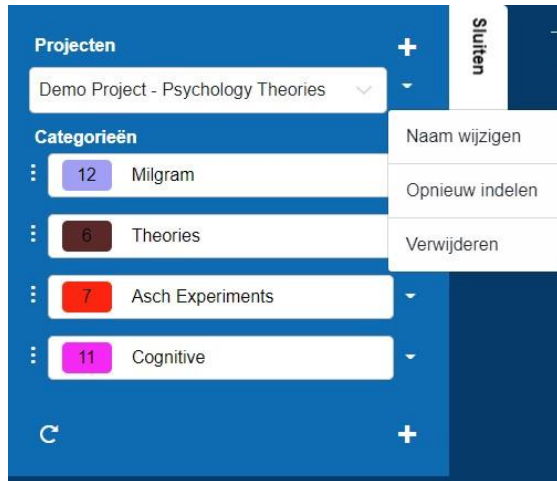 Projecten
Sluiten
Demo Project - Psychology Theories
Categorieën
Naam wijzigen
12 Milgram
Opnieuw indelen
6 Theories
Verwijderen
7 Asch Experiments
11 Cognitive